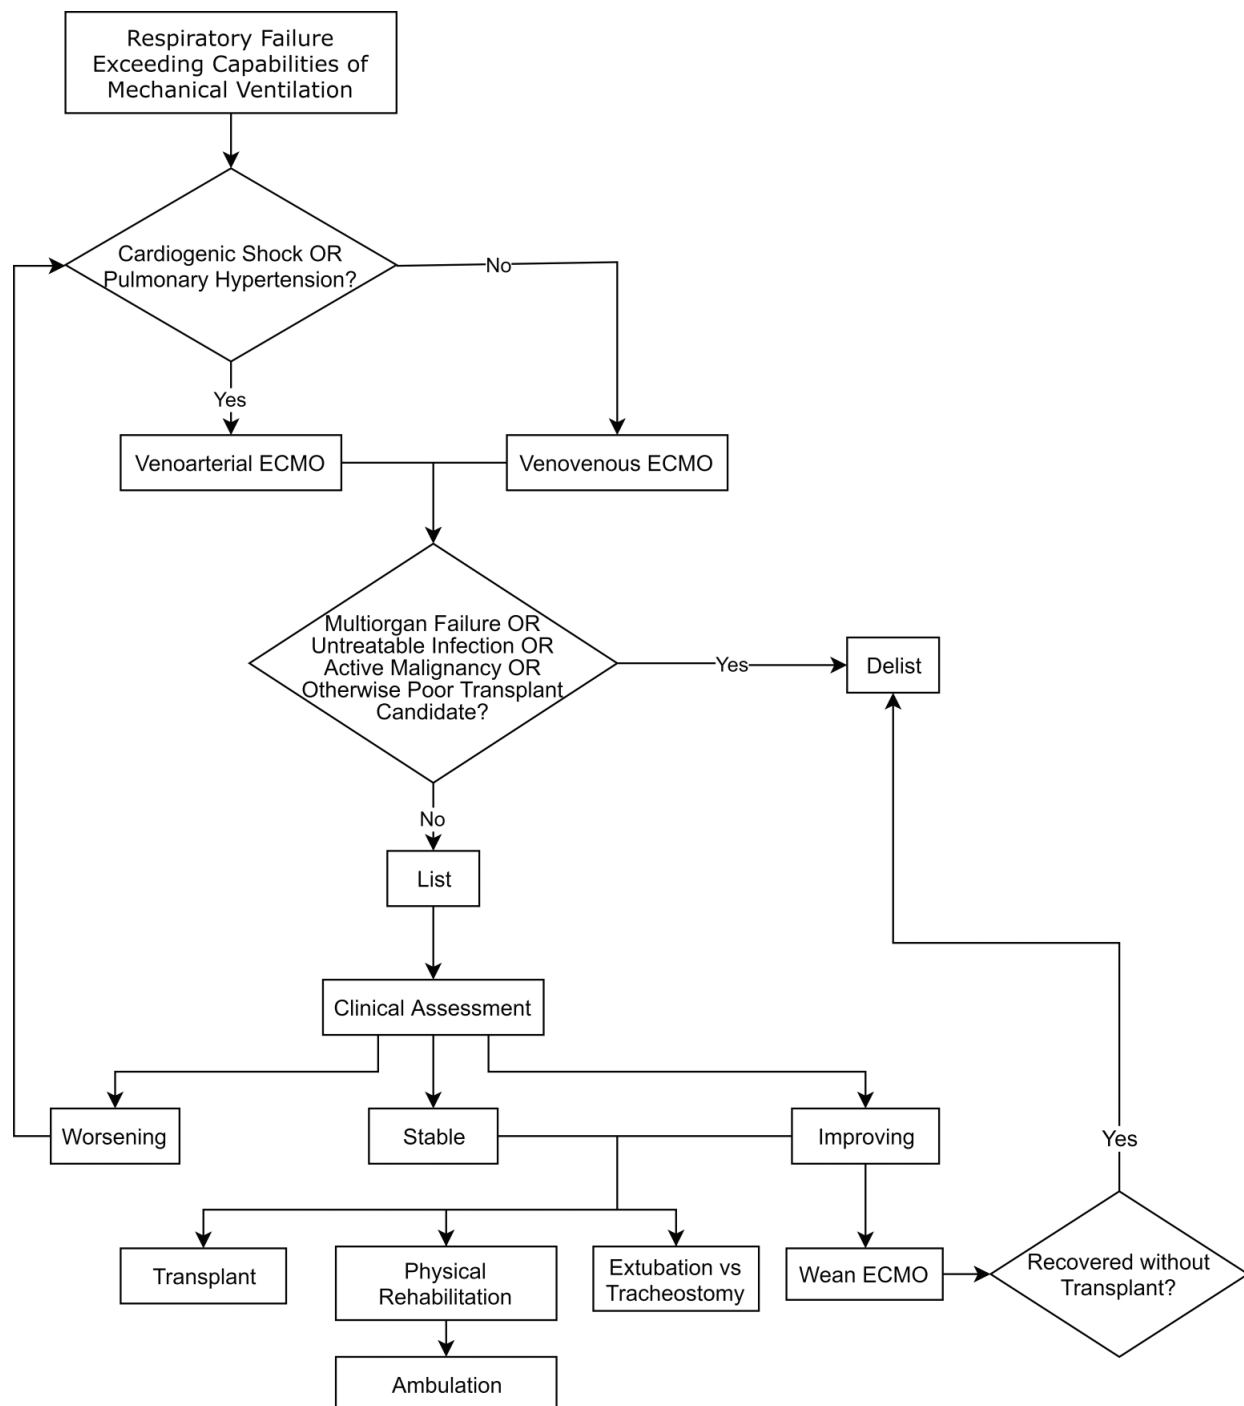 Respiratory Failure
Exceeding Capabilities of
Mechanical Ventilation
Cardiogenic Shock OR
Pulmonary Hypertension?
No
Yes
Venoarterial ECMO
Venovenous ECMO
Multiorgan Failure OR
Untreatable Infection OR
Active Malignancy OR
Otherwise Poor Transplant
Candidate?
Yes
Delist
No
List
Clinical Assessment
Worsening
Stable
Improving
Yes
Transplant
Physical
Rehabilitation
Extubation vs
Tracheostomy
Wean ECMO
Recovered without
Transplant?
Ambulation